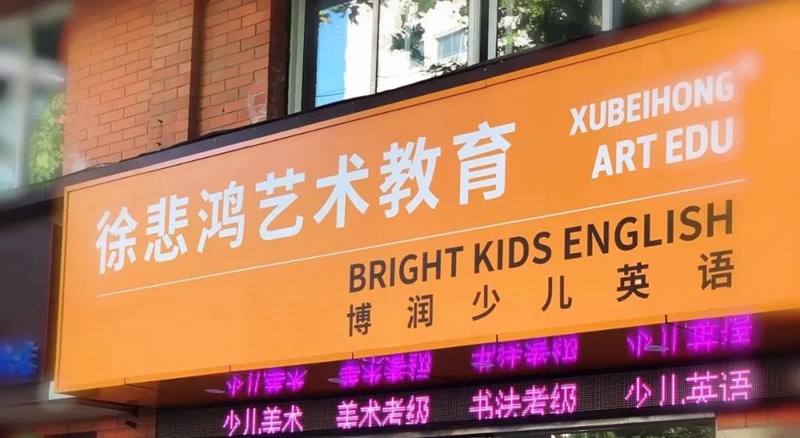 徐悲鸿艺术教育
XUBEIHONG
ART EDU
BRIGHT KIDS ENGLISH
博润少儿英语
少儿美术 美术考级 书法考级 少儿英语